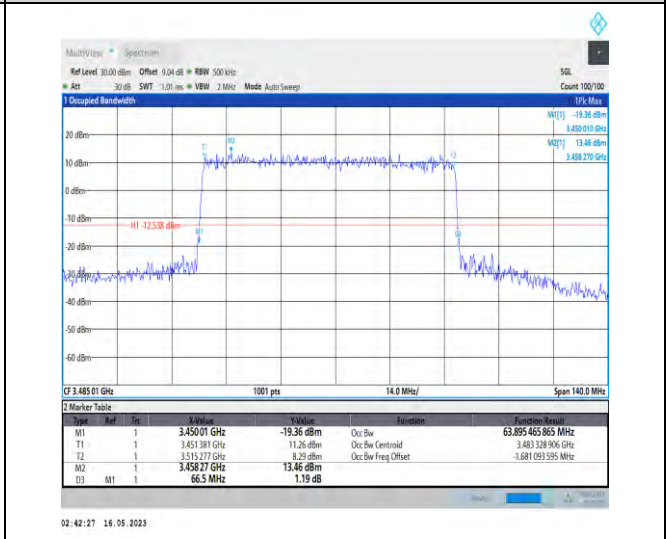 MultiView Spectrum
Ref Level 30.00 dBm Offset 9.04 dB RBW 500 kHz SGL
Att 30 dB SWT 1.01 ms VBW 2 MHz Mode Auto Sweep Count 100/100
1 Occupied Bandwidth 1Pk Max
M1[1] -19.36 dBm
3.450 010 GHz
M2[1] 13.46 dBm
3.458 270 GHz
20 dBm
T1 M2 T2
10 dBm
0 dBm
-10 dBm
H1 -12.538 dBm
M1 D3
-20 dBm
-30 dBm
-40 dBm
-50 dBm
-60 dBm
CF 3.485 01 GHz 1001 pts 14.0 MHz/ Span 140.0 MHz
2 Marker Table
Type Ref Trc X-Value Y-Value Function Function Result
M1 1 3.450 01 GHz -19.36 dBm Occ Bw 63.895 465 865 MHz
T1 1 3.451 381 GHz 11.26 dBm Occ Bw Centroid 3.483 328 906 GHz
T2 1 3.515 277 GHz 8.29 dBm Occ Bw Freq Offset -1.681 093 595 MHz
M2 1 3.458 27 GHz 13.46 dBm
D3 M1 1 66.5 MHz 1.19 dB
02:42:27 16.05.2023